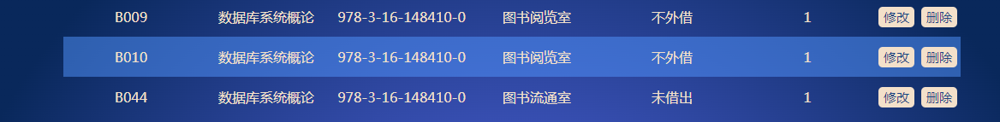 B009 数据库系统概论 978-3-16-148410-0 图书阅览室 不外借 1 修改 删除
B010 数据库系统概论 978-3-16-148410-0 图书阅览室 不外借 1 修改 删除
B044 数据库系统概论 978-3-16-148410-0 图书流通室 未借出 1 修改 删除